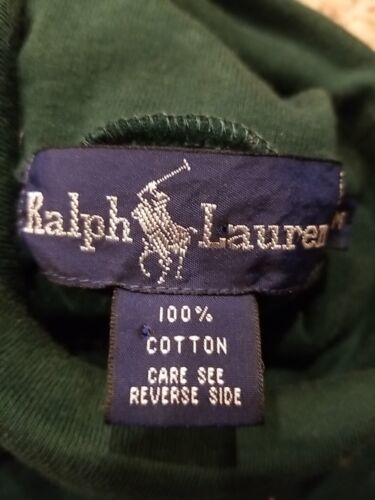 Ralph Lauren
100%
COTTON
CARE SEE
REVERSE SIDE